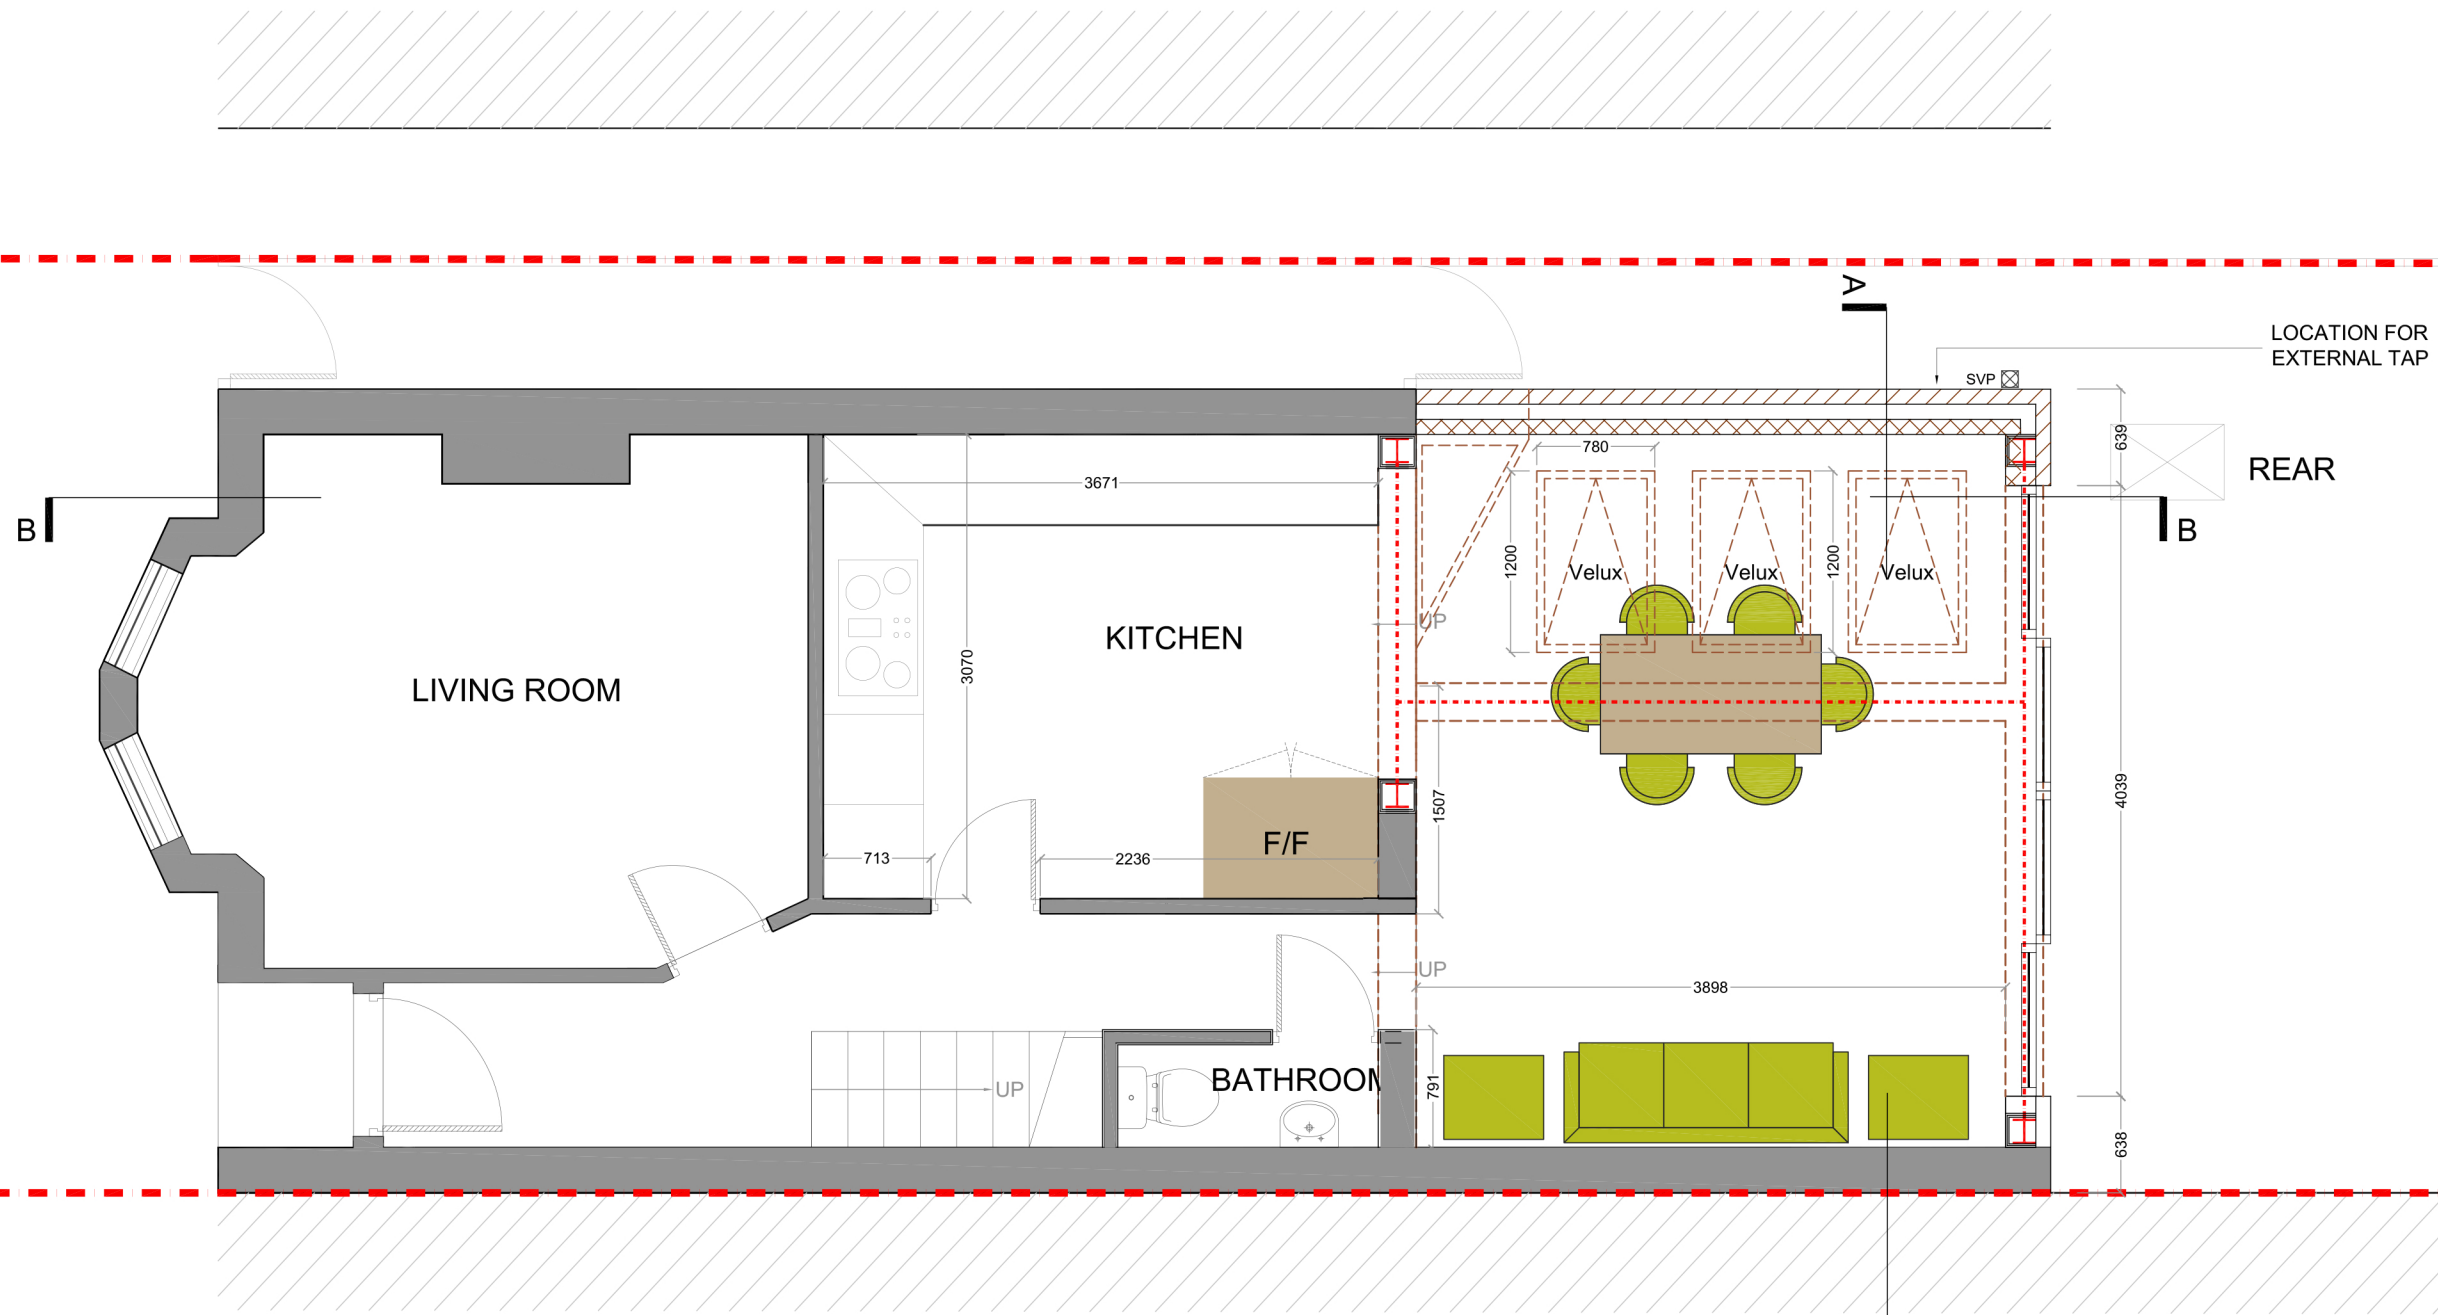 A
LOCATION FOR
EXTERNAL TAP
SVP
639
REAR
780
3671
B
B
1200
Velux
Velux
1200
Velux
UP
KITCHEN
3070
LIVING ROOM
4039
1507
F/F
713
2236
UP
3898
BATHROOM
UP
791
638